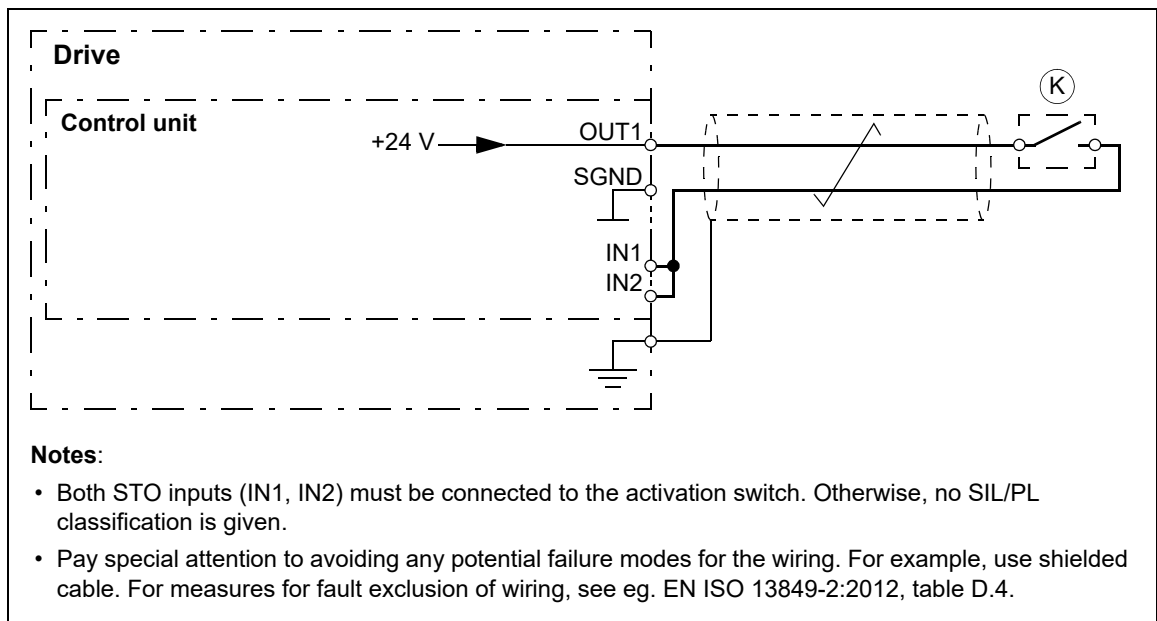 Drive
K
Control unit
+24 V
OUT1
SGND
IN1
IN2
Notes:
• Both STO inputs (IN1, IN2) must be connected to the activation switch. Otherwise, no SIL/PL
classification is given.
• Pay special attention to avoiding any potential failure modes for the wiring. For example, use shielded
cable. For measures for fault exclusion of wiring, see eg. EN ISO 13849-2:2012, table D.4.